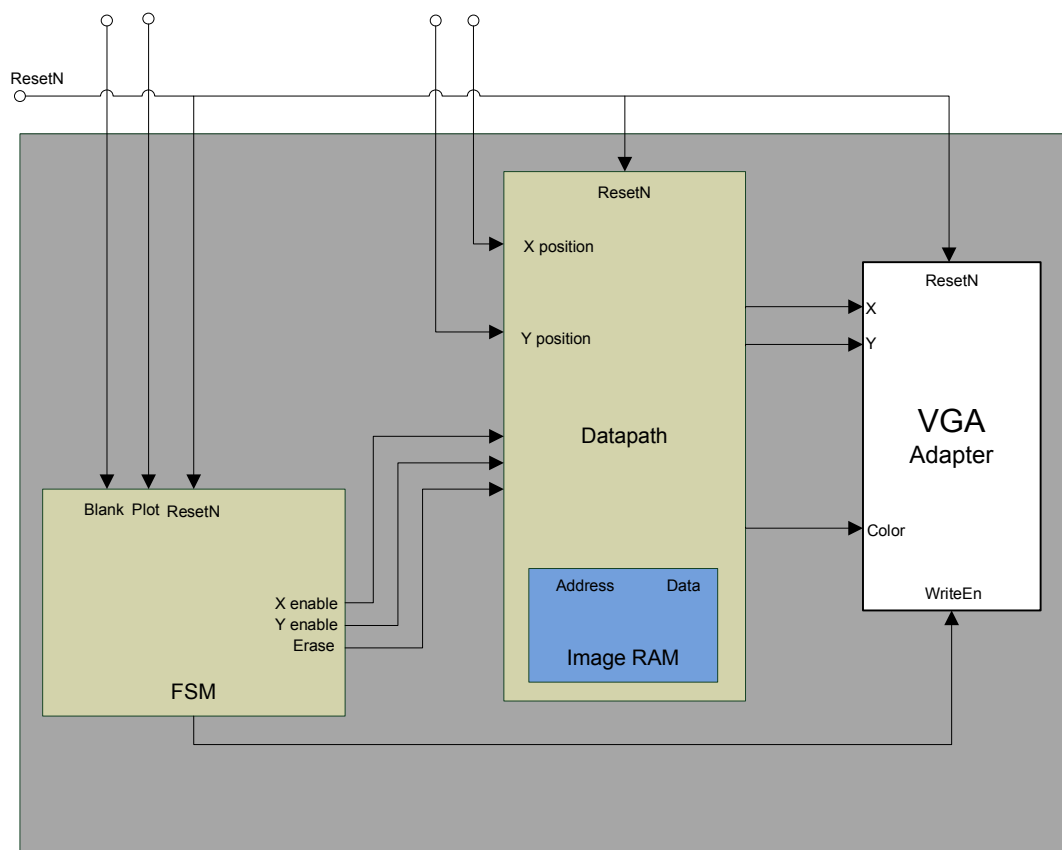 ResetN
ResetN
X position
Y position
Datapath
Address Data
Image RAM
ResetN
X
Y
VGA
Adapter
Color
WriteEn
Blank Plot ResetN
X enable
Y enable
Erase
FSM